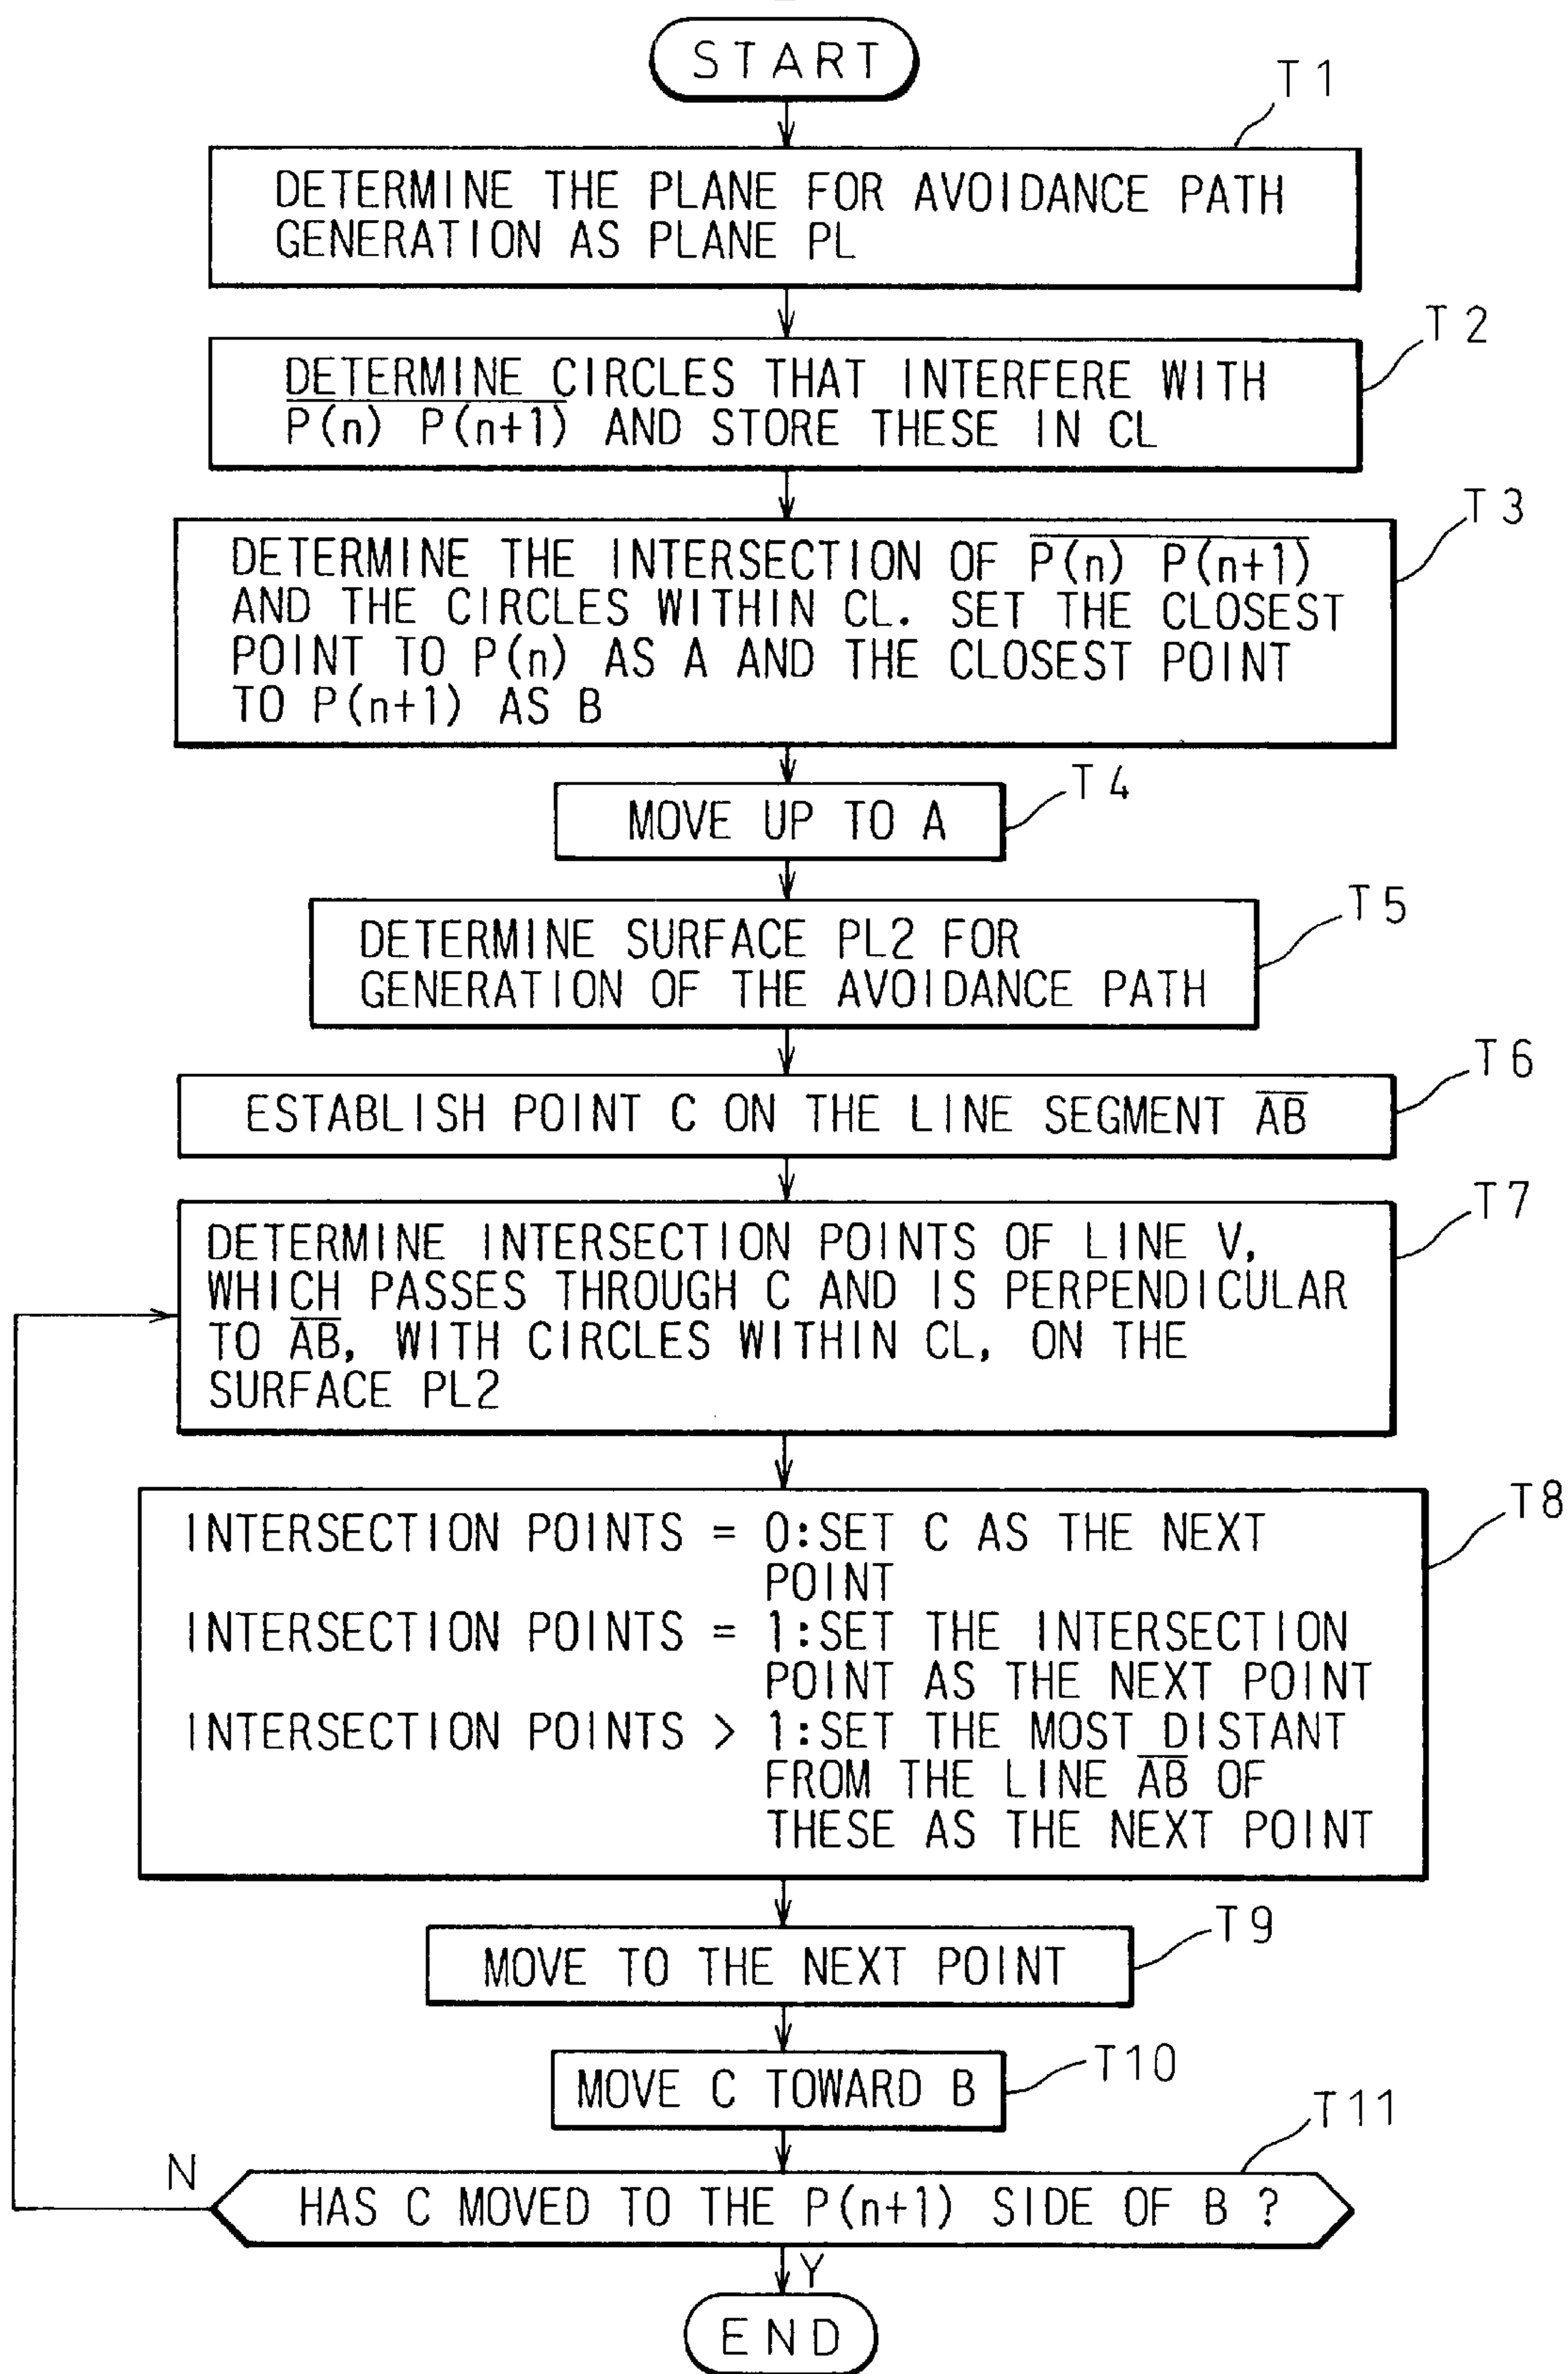 START
T1
DETERMINE THE PLANE FOR AVOIDANCE PATH
GENERATION AS PLANE PL
T2
DETERMINE CIRCLES THAT INTERFERE WITH
P(n) P(n+1) AND STORE THESE IN CL
T3
DETERMINE THE INTERSECTION OF P(n) P(n+1)
AND THE CIRCLES WITHIN CL. SET THE CLOSEST
POINT TO P(n) AS A AND THE CLOSEST POINT
TO P(n+1) AS B
T4
MOVE UP TO A
T5
DETERMINE SURFACE PL2 FOR
GENERATION OF THE AVOIDANCE PATH
T6
ESTABLISH POINT C ON THE LINE SEGMENT AB
T7
DETERMINE INTERSECTION POINTS OF LINE V,
WHICH PASSES THROUGH C AND IS PERPENDICULAR
TO AB, WITH CIRCLES WITHIN CL, ON THE
SURFACE PL2
T8
INTERSECTION POINTS = 0:SET C AS THE NEXT
POINT
INTERSECTION POINTS = 1:SET THE INTERSECTION
POINT AS THE NEXT POINT
INTERSECTION POINTS > 1:SET THE MOST DISTANT
FROM THE LINE AB OF
THESE AS THE NEXT POINT
T9
MOVE TO THE NEXT POINT
T10
MOVE C TOWARD B
T11
N
HAS C MOVED TO THE P(n+1) SIDE OF B ?
Y
END